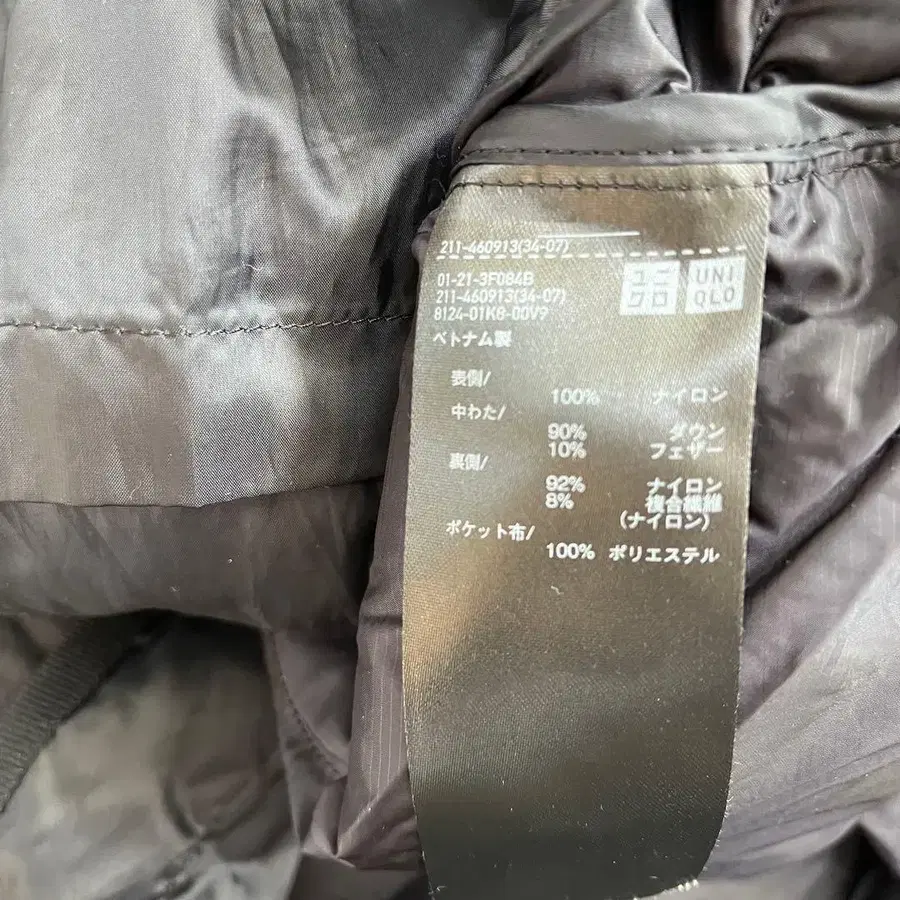 211-460913(34-07)
ユニクロ UNIQLO
01-21-3F084B
211-460913(34-07)
8124-01K8-00V9
ベトナム製
表側/
100% ナイロン
中わた/
90% ダウン
10% フェザー
裏側/
92% ナイロン
8% 複合繊維
(ナイロン)
ポケット布/
100% ポリエステル